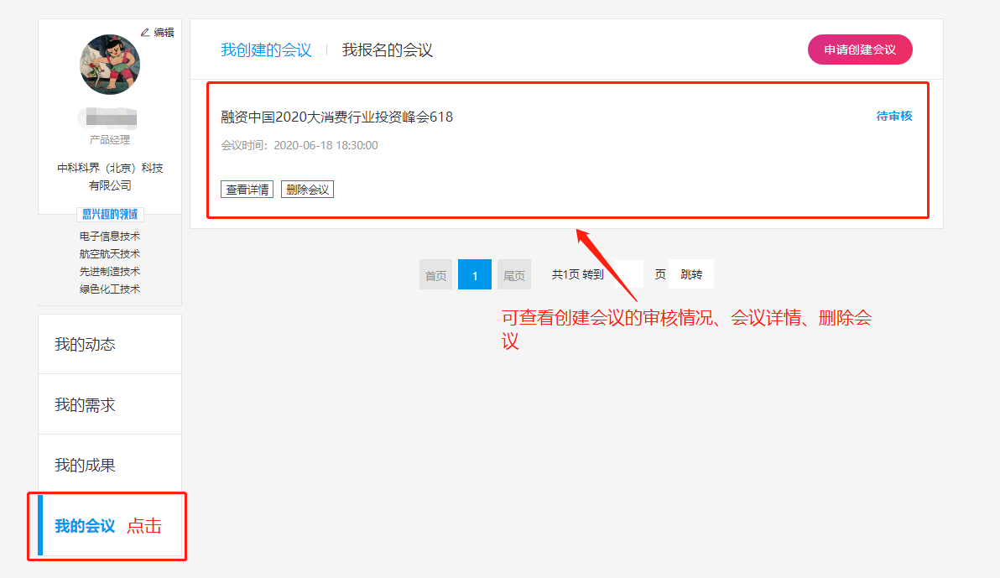 编辑
产品经理
中科科界（北京）科技
有限公司
感兴趣的领域
电子信息技术
航空航天技术
先进制造技术
绿色化工技术
我的动态
我的需求
我的成果
我的会议 点击
我创建的会议 我报名的会议 申请创建会议
融资中国2020大消费行业投资峰会618 待审核
会议时间：2020-06-18 18:30:00
查看详情 删除会议
首页 1 尾页 共1页 转到 页 跳转
可查看创建会议的审核情况、会议详情、删除会
议